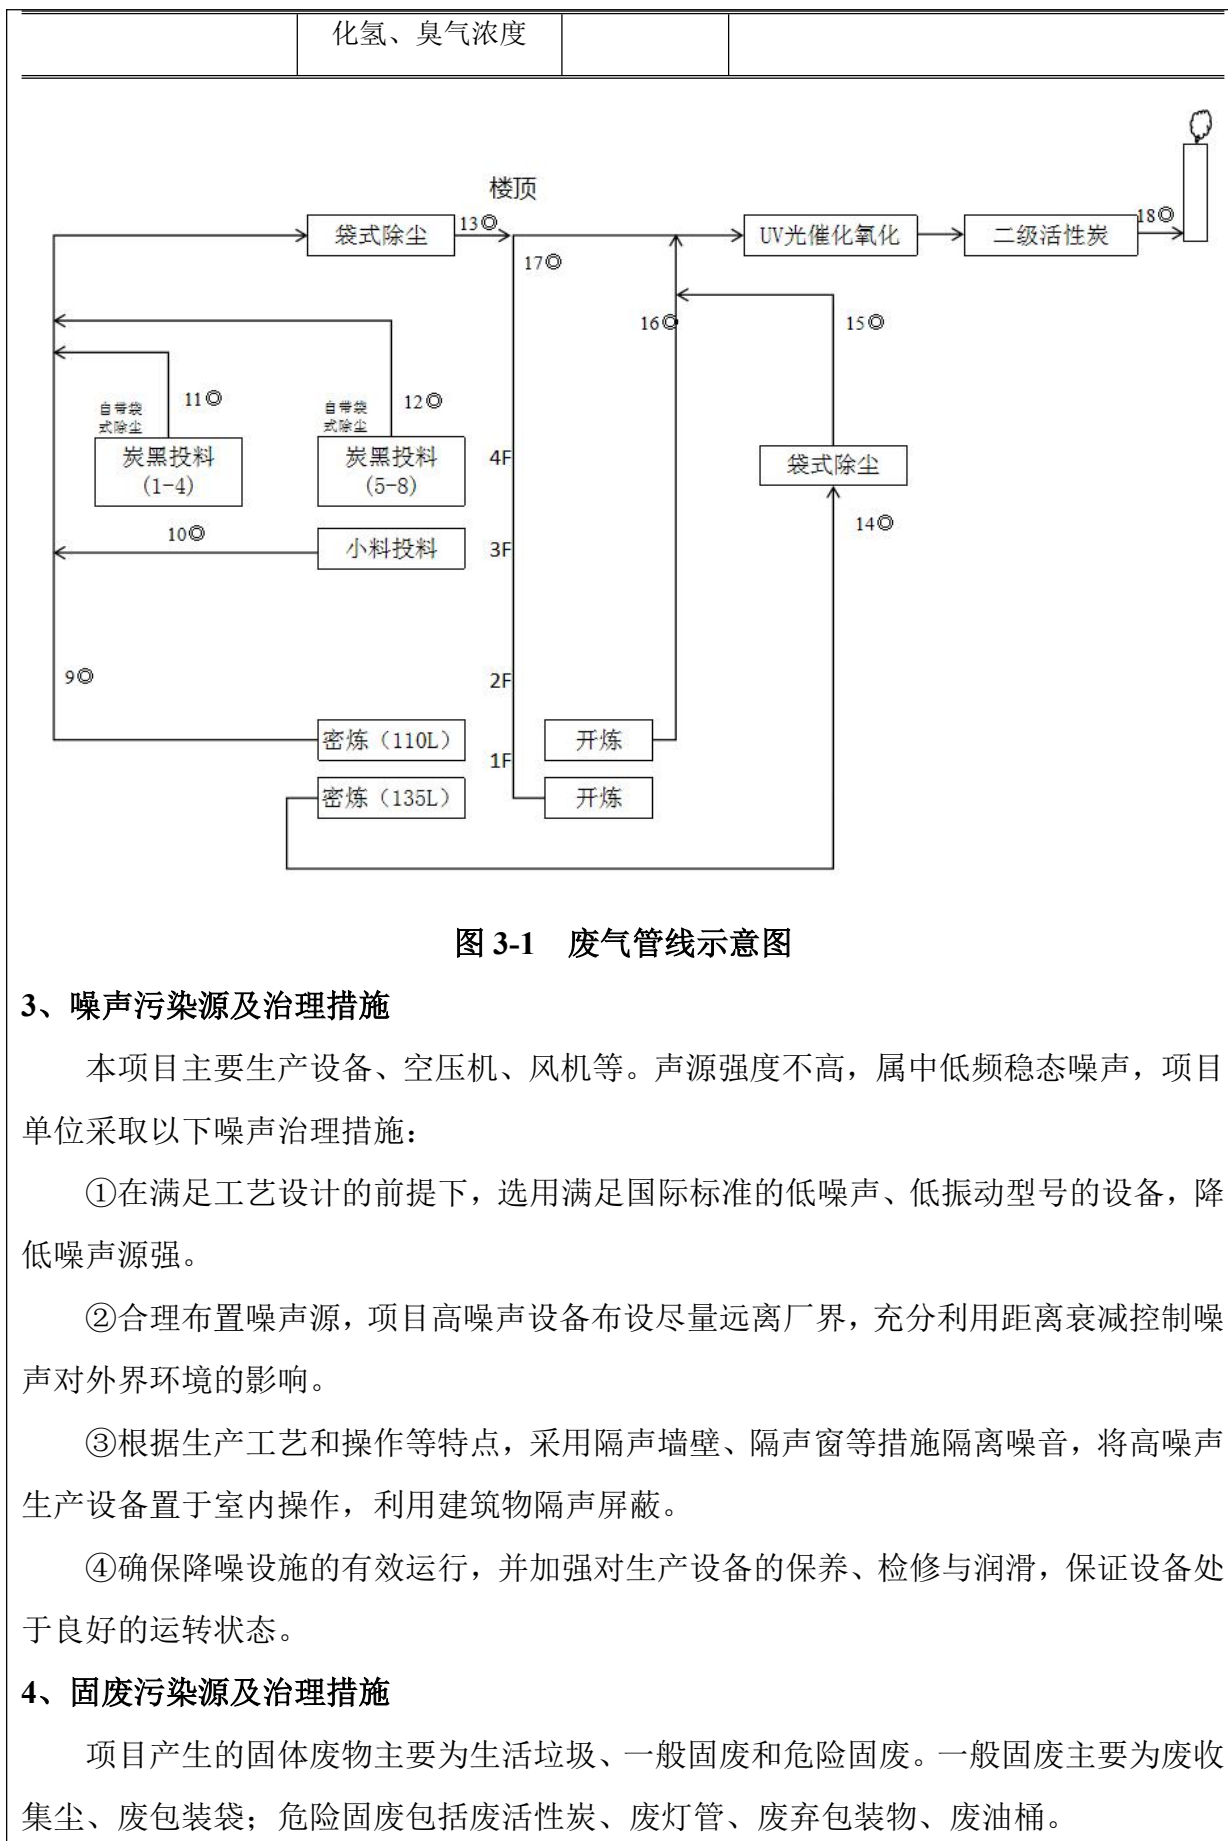 化氢、臭气浓度
楼顶
袋式除尘
13◎
17◎
UV光催化氧化
二级活性炭
18◎
16◎
15◎
自带袋
式除尘
11◎
自带袋
式除尘
12◎
炭黑投料
(1-4)
炭黑投料
(5-8)
4F
袋式除尘
14◎
10◎
小料投料
3F
9◎
2F
密炼（110L）
开炼
1F
密炼（135L）
开炼
图 3-1 废气管线示意图
3、噪声污染源及治理措施
本项目主要生产设备、空压机、风机等。声源强度不高，属中低频稳态噪声，项目
单位采取以下噪声治理措施：
①在满足工艺设计的前提下，选用满足国际标准的低噪声、低振动型号的设备，降
低噪声源强。
②合理布置噪声源，项目高噪声设备布设尽量远离厂界，充分利用距离衰减控制噪
声对外界环境的影响。
③根据生产工艺和操作等特点，采用隔声墙壁、隔声窗等措施隔离噪音，将高噪声
生产设备置于室内操作，利用建筑物隔声屏蔽。
④确保降噪设施的有效运行，并加强对生产设备的保养、检修与润滑，保证设备处
于良好的运转状态。
4、固废污染源及治理措施
项目产生的固体废物主要为生活垃圾、一般固废和危险固废。一般固废主要为废收
集尘、废包装袋；危险固废包括废活性炭、废灯管、废弃包装物、废油桶。